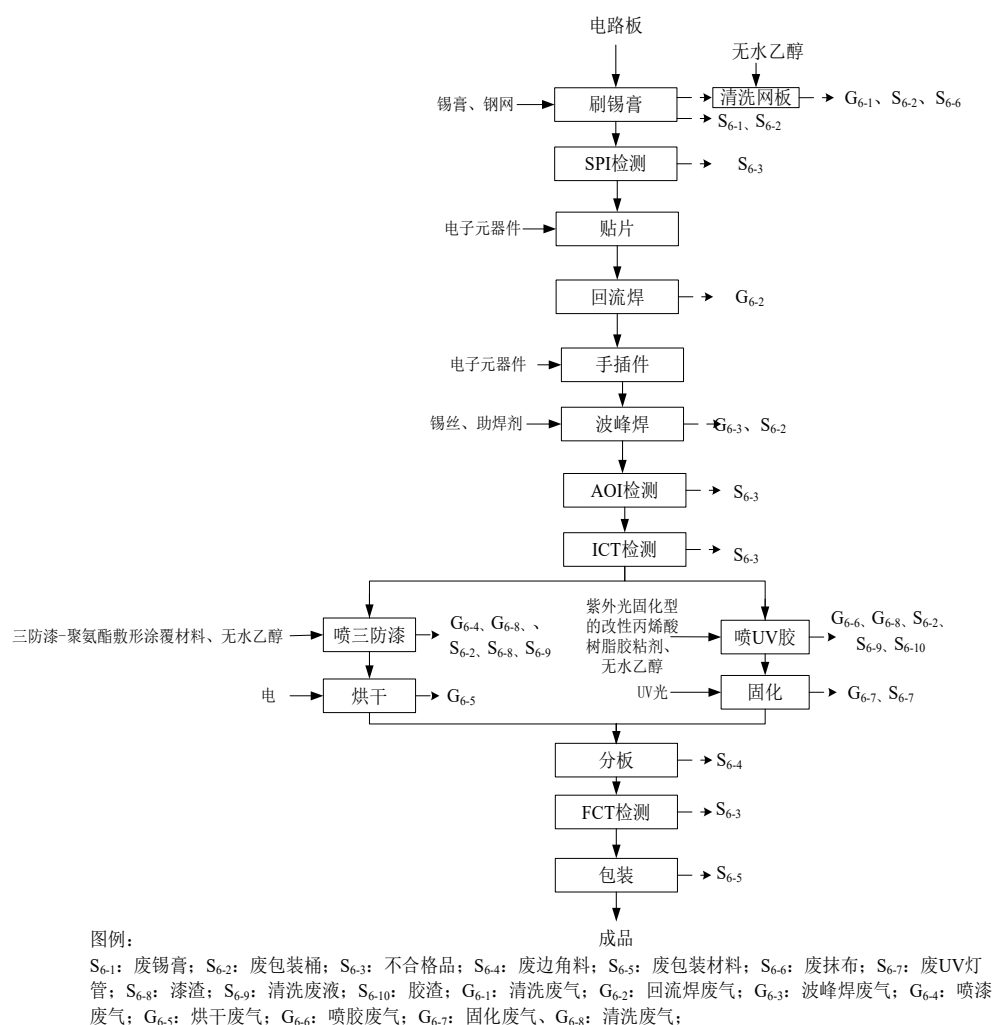 电路板
无水乙醇
锡膏、钢网
刷锡膏
清洗网板
G6-1、S6-2、S6-6
S6-1、S6-2
SPI检测
S6-3
电子元器件
贴片
回流焊
G6-2
电子元器件
手插件
锡丝、助焊剂
波峰焊
G6-3、S6-2
AOI检测
S6-3
ICT检测
S6-3
三防漆-聚氨酯敷形涂覆材料、无水乙醇
喷三防漆
G6-4、G6-8、、
S6-2、S6-8、S6-9
紫外光固化型
的改性丙烯酸
树脂胶粘剂、
无水乙醇
喷UV胶
G6-6、G6-8、S6-2、
S6-9、S6-10
电
烘干
G6-5
UV光
固化
G6-7、S6-7
分板
S6-4
FCT检测
S6-3
包装
S6-5
成品
图例：
S6-1：废锡膏；S6-2：废包装桶；S6-3：不合格品；S6-4：废边角料；S6-5：废包装材料；S6-6：废抹布；S6-7：废UV灯
管；S6-8：漆渣；S6-9：清洗废液；S6-10：胶渣；G6-1：清洗废气；G6-2：回流焊废气；G6-3：波峰焊废气；G6-4：喷漆
废气；G6-5：烘干废气；G6-6：喷胶废气；G6-7：固化废气、G6-8：清洗废气；